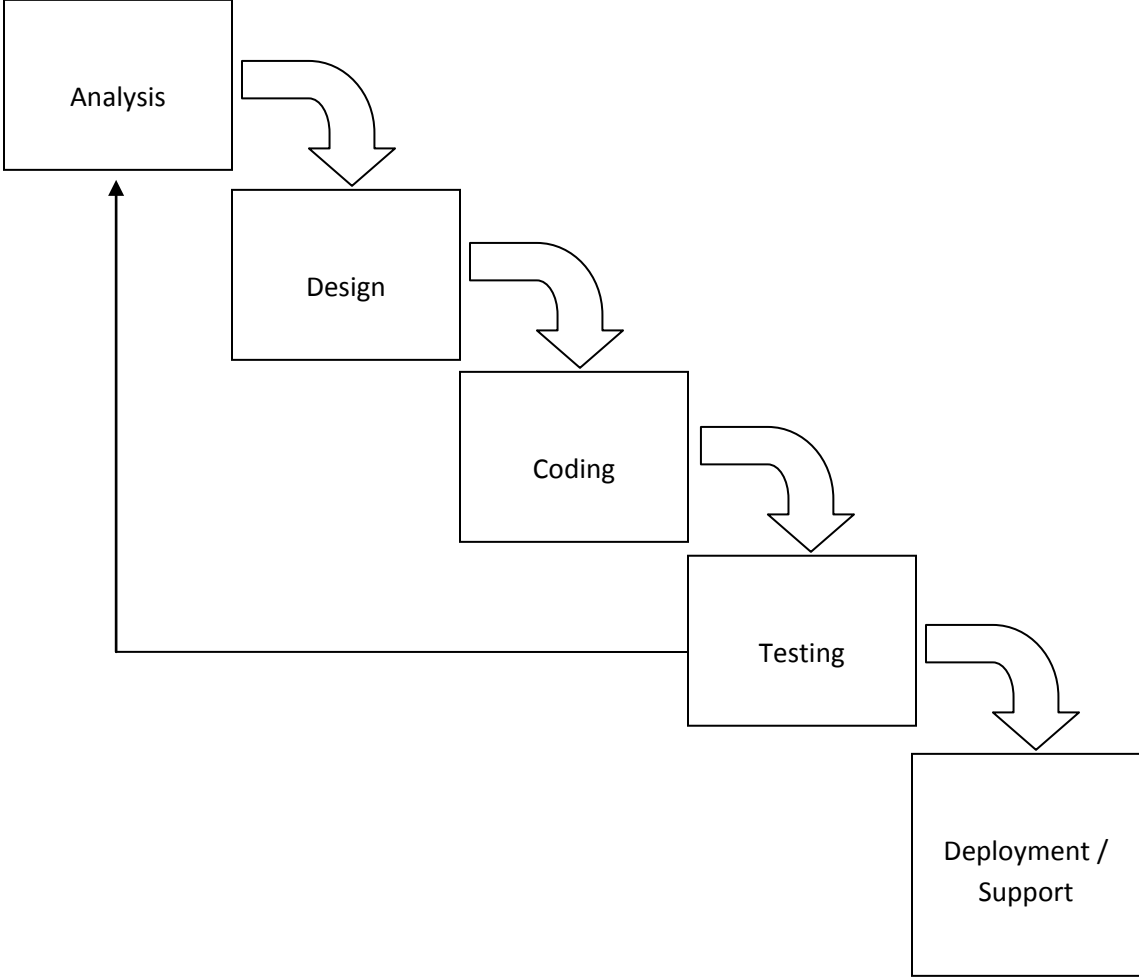 Analysis
Design
Coding
Testing
Deployment /
Support